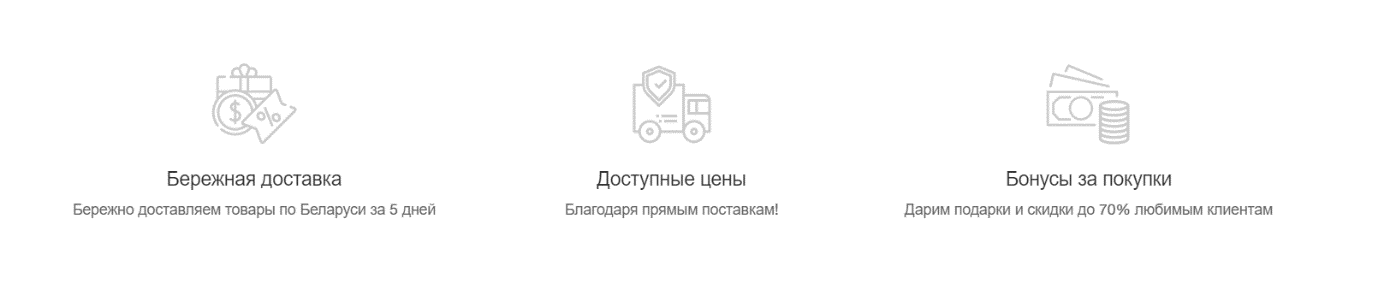 Бережная доставка
Бережно доставляем товары по Беларуси за 5 дней
Доступные цены
Благодаря прямым поставкам!
Бонусы за покупки
Дарим подарки и скидки до 70% любимым клиентам